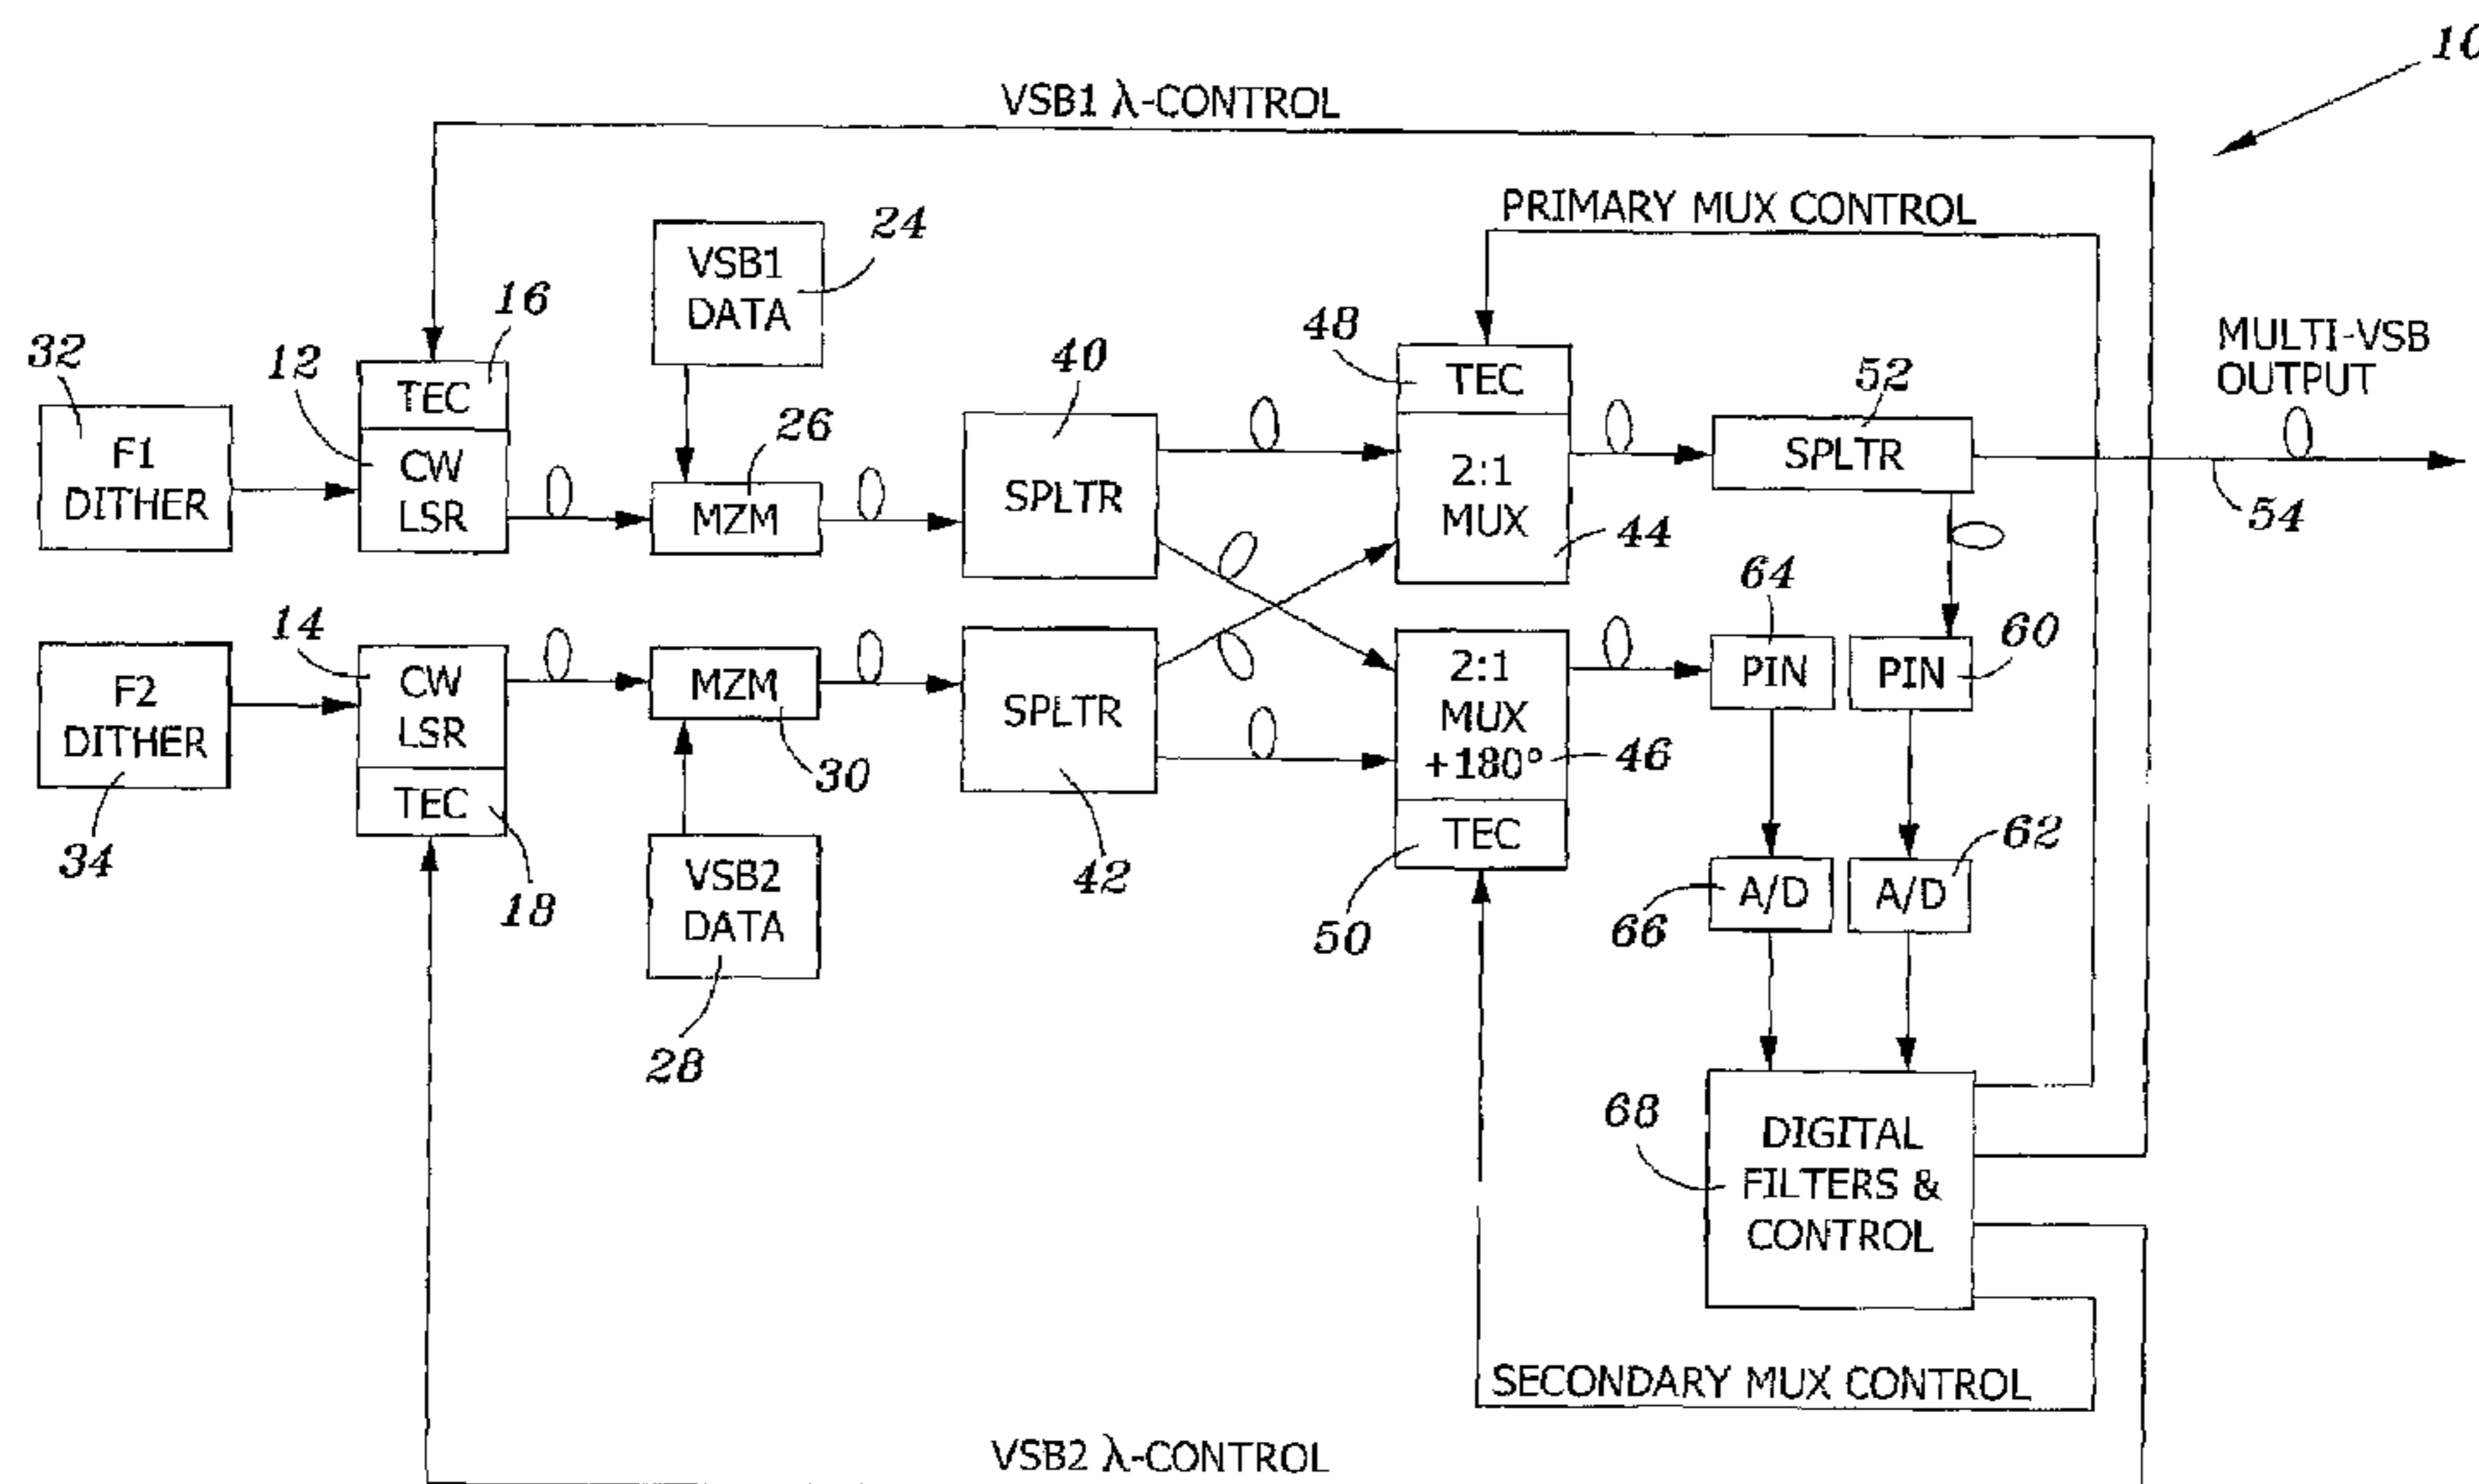 10
VSB1 λ-CONTROL
PRIMARY MUX CONTROL
24
VSB1
DATA
16
32
12
TEC
48
TEC
40
52
MULTI-VSB
OUTPUT
F1
DITHER
CW
LSR
26
MZM
SPLTR
2:1
MUX
44
SPLTR
54
14
64
60
F2
DITHER
CW
LSR
MZM
SPLTR
2:1
MUX
+180°
46
PIN
PIN
34
TEC
18
30
VSB2
DATA
28
42
TEC
50
A/D
66
A/D
62
68
DIGITAL
FILTERS &
CONTROL
SECONDARY MUX CONTROL
VSB2 λ-CONTROL